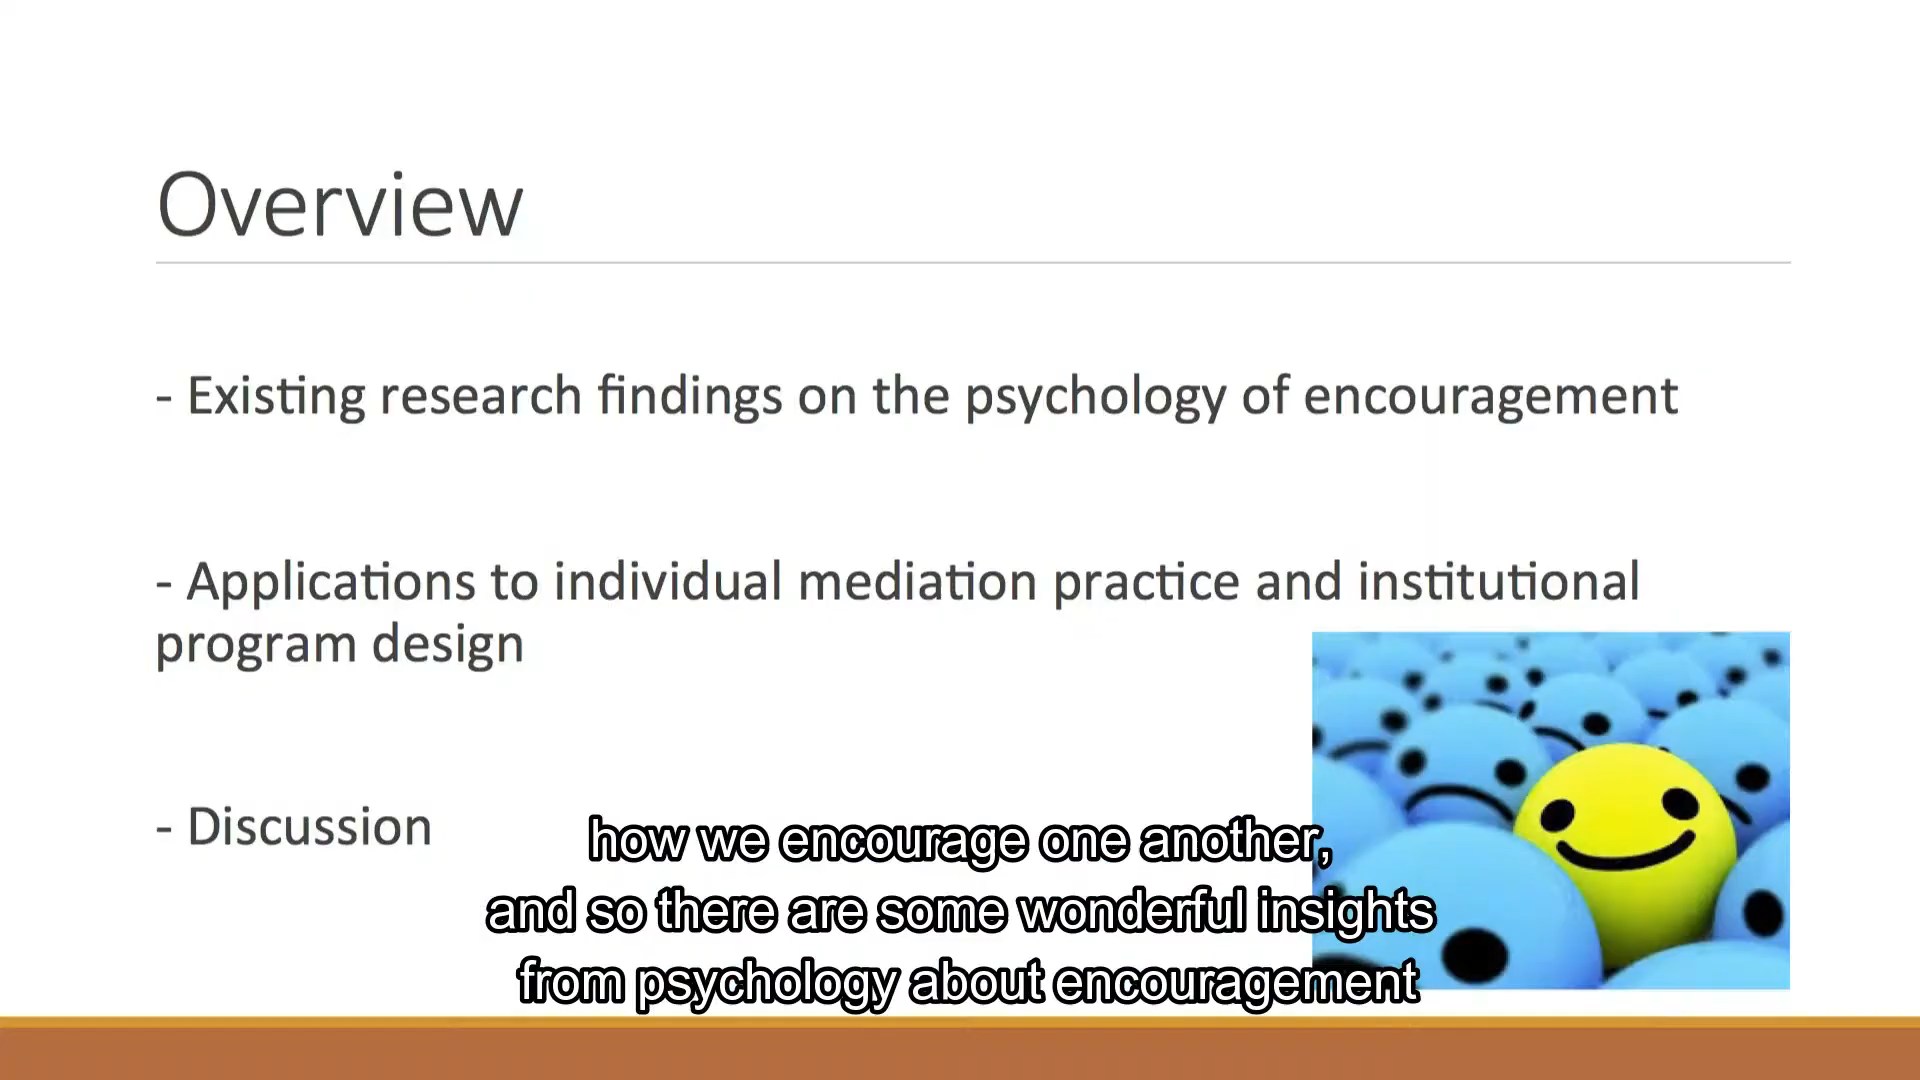 Overview
- Existing research findings on the psychology of encouragement
- Applications to individual mediation practice and institutional
program design
- Discussion
how we encourage one another,
and so there are some wonderful insights
from psychology about encouragement